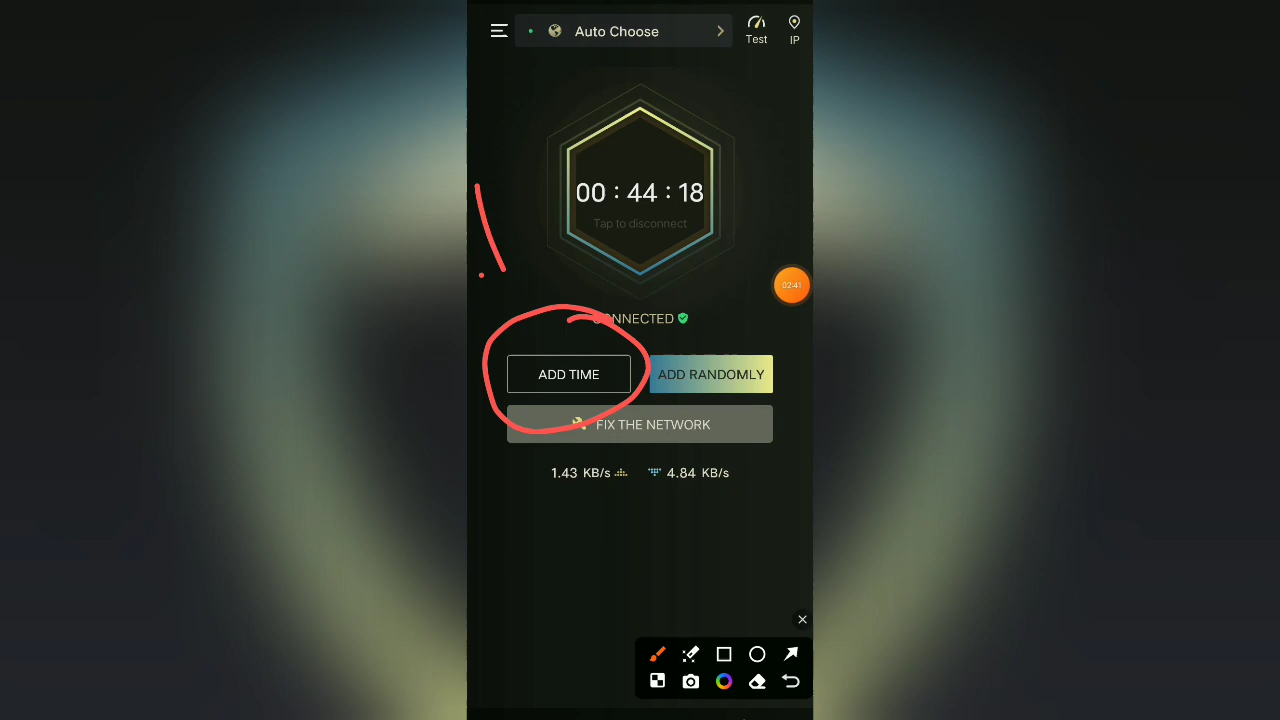 Auto Choose
Test
IP
00 : 44 : 18
Tap to disconnect
02:41
CONNECTED
ADD TIME
ADD RANDOMLY
FIX THE NETWORK
1.43 KB/s
4.84 KB/s